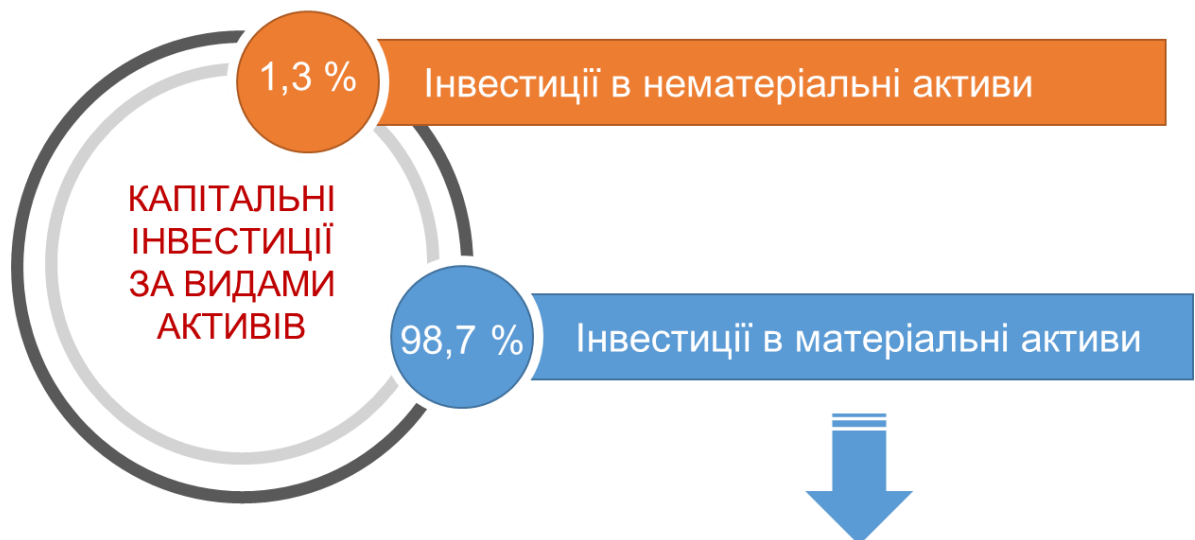 1,3 %
Інвестиції в нематеріальні активи
КАПІТАЛЬНІ
ІНВЕСТИЦІЇ
ЗА ВИДАМИ
АКТИВІВ
98,7 %
Інвестиції в матеріальні активи